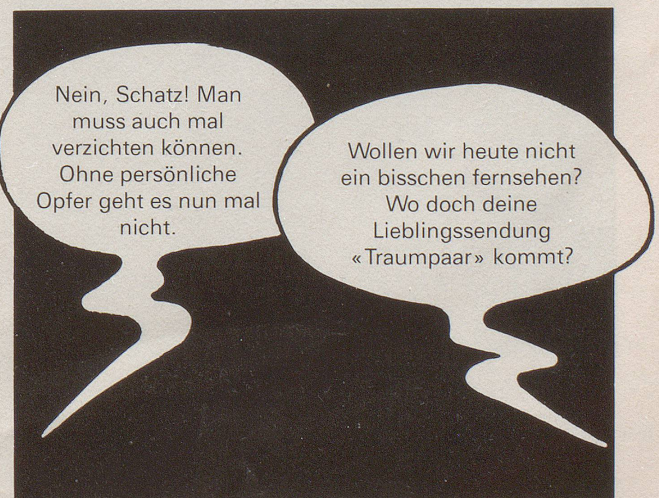 Nein, Schatz! Man
muss auch mal
verzichten können.
Ohne persönliche
Opfer geht es nun mal
nicht.
Wollen wir heute nicht
ein bisschen fernsehen?
Wo doch deine
Lieblingssendung
«Traumpaar» kommt?